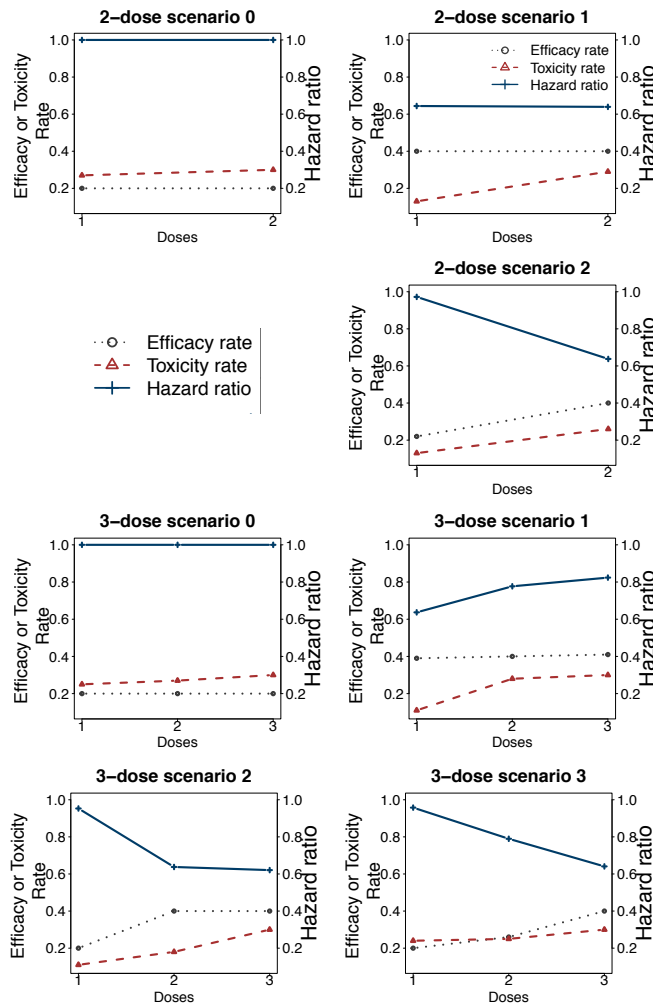 2−dose scenario 0
1.0
0.8
0.6
0.4
0.2
Efficacy or Toxicity
Rate
1.0
0.8
0.6
0.4
0.2
Hazard ratio
1
2
Doses
2−dose scenario 1
1.0
0.8
0.6
0.4
0.2
Efficacy or Toxicity
Rate
Efficacy rate
Toxicity rate
Hazard ratio
1.0
0.8
0.6
0.4
0.2
Hazard ratio
1
2
Doses
Efficacy rate
Toxicity rate
Hazard ratio
2−dose scenario 2
1.0
0.8
0.6
0.4
0.2
Efficacy or Toxicity
Rate
1.0
0.8
0.6
0.4
0.2
Hazard ratio
1
2
Doses
3−dose scenario 0
1.0
0.8
0.6
0.4
0.2
Efficacy or Toxicity
Rate
1.0
0.8
0.6
0.4
0.2
Hazard ratio
1
2
3
Doses
3−dose scenario 1
1.0
0.8
0.6
0.4
0.2
Efficacy or Toxicity
Rate
1.0
0.8
0.6
0.4
0.2
Hazard ratio
1
2
3
Doses
3−dose scenario 2
1.0
0.8
0.6
0.4
0.2
Efficacy or Toxicity
Rate
1.0
0.8
0.6
0.4
0.2
Hazard ratio
1
2
3
Doses
3−dose scenario 3
1.0
0.8
0.6
0.4
0.2
Efficacy or Toxicity
Rate
1.0
0.8
0.6
0.4
0.2
Hazard ratio
1
2
3
Doses